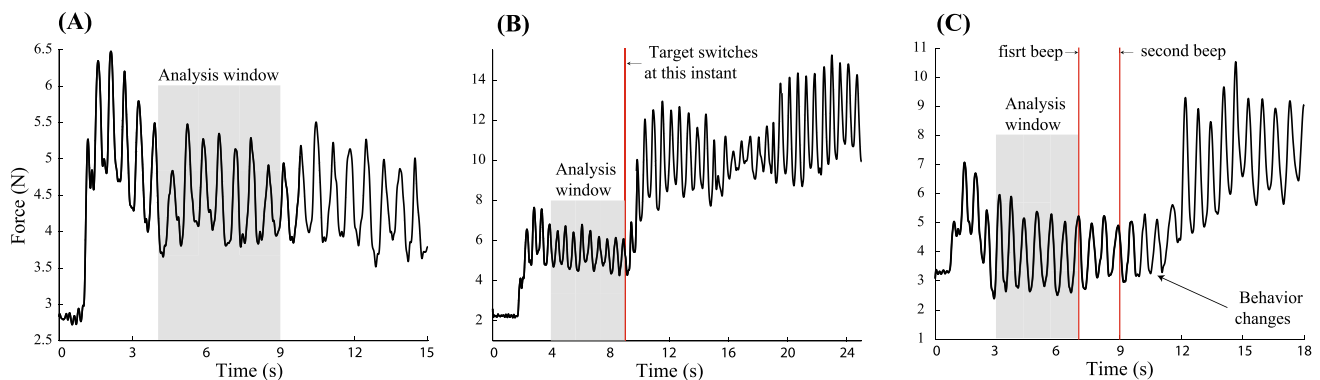 (A)
(B)
(C)
Force (N)
6.5
6
5.5
5
4.5
4
3.5
3
2.5
Analysis window
0 3 6 9 12 15
Time (s)
14
12
10
8
6
4
2
Target switches
at this instant
Analysis
window
0 4 8 12 16 20 24
Time (s)
11
10
9
8
7
6
5
4
3
2
1
fisrt beep
second beep
Analysis
window
Behavior
changes
0 3 6 9 12 15 18
Time (s)